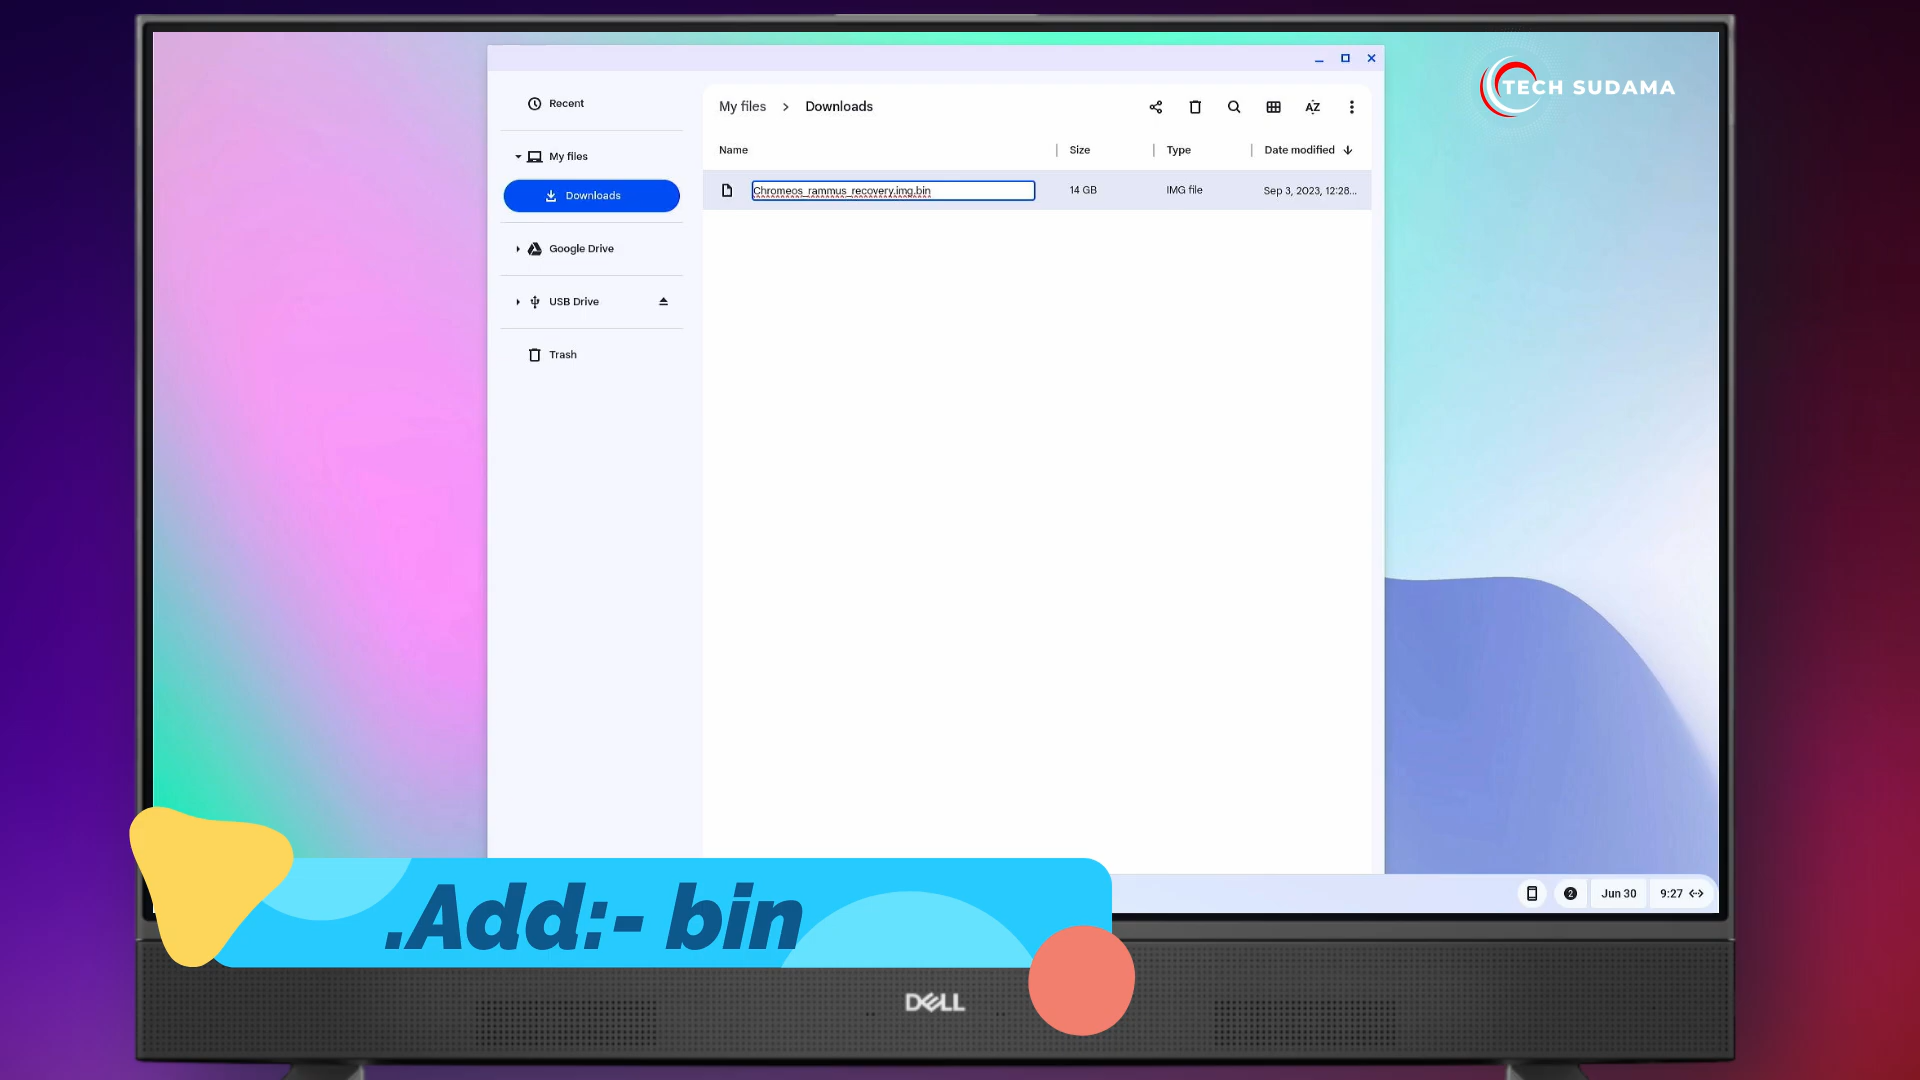 TECH SUDAMA
Recent
My files > Downloads
AZ
Name
Size
Type
Date modified
My files
Downloads
Chromeos_rammus_recovery.img.bin
14 GB
IMG file
Sep 3, 2023, 12:28...
Google Drive
USB Drive
Trash
2
Jun 30
9:27
.Add:- bin
DELL